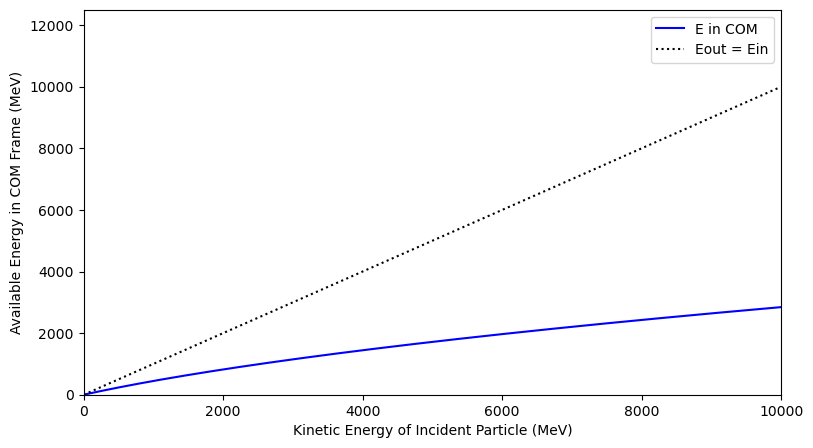 12000
10000
8000
6000
4000
2000
0
Available Energy in COM Frame (MeV)
E in COM
Eout = Ein
0 2000 4000 6000 8000 10000
Kinetic Energy of Incident Particle (MeV)